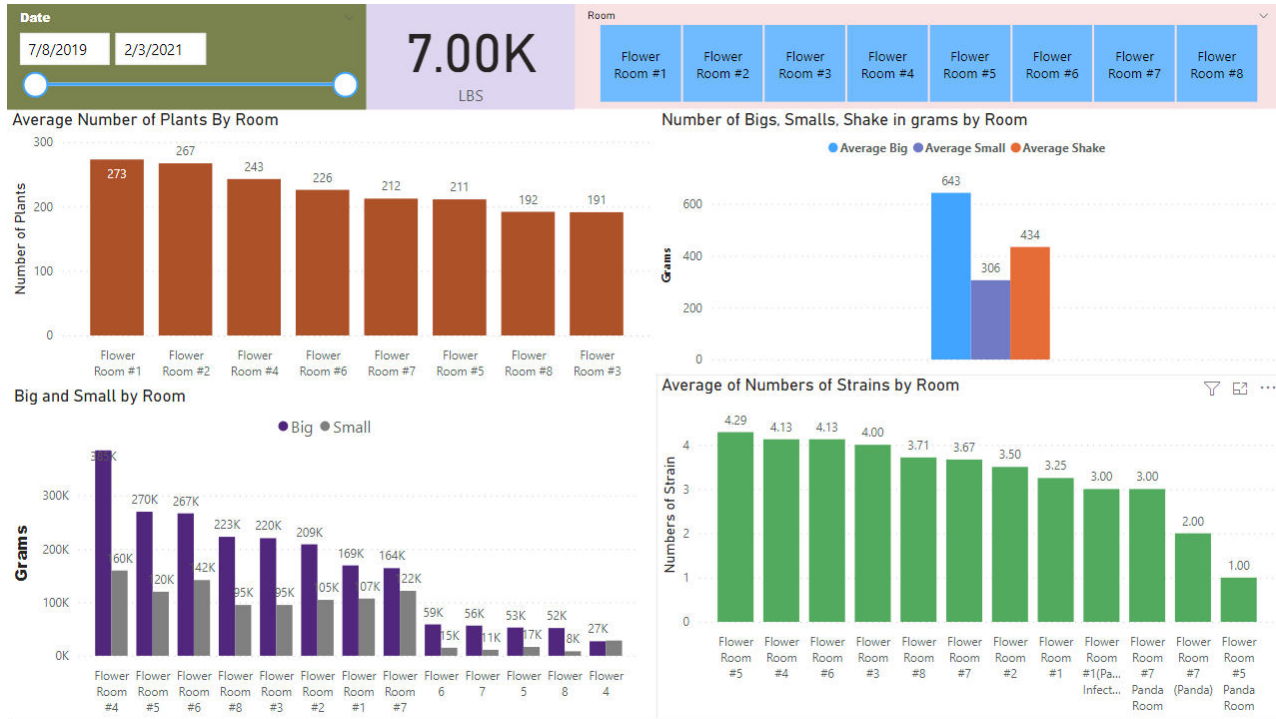 Date
7/8/2019
2/3/2021
7.00K
LBS
Room
Flower
Room #1
Flower
Room #2
Flower
Room #3
Flower
Room #4
Flower
Room #5
Flower
Room #6
Flower
Room #7
Flower
Room #8
Average Number of Plants By Room
Number of Plants
300
200
100
0
273
267
243
226
212
211
192
191
Flower
Room #1
Flower
Room #2
Flower
Room #4
Flower
Room #6
Flower
Room #7
Flower
Room #5
Flower
Room #8
Flower
Room #3
Number of Bigs, Smalls, Shake in grams by Room
Average Big
Average Small
Average Shake
Grams
600
400
200
0
643
306
434
Big and Small by Room
Big
Small
Grams
300K
200K
100K
0K
385K
160K
270K
120K
267K
142K
223K
95K
220K
95K
209K
105K
169K
107K
164K
122K
59K
15K
56K
11K
53K
17K
52K
8K
27K
Flower
Room
#4
Flower
Room
#5
Flower
Room
#6
Flower
Room
#8
Flower
Room
#3
Flower
Room
#2
Flower
Room
#1
Flower
Room
#7
Flower
6
Flower
7
Flower
5
Flower
8
Flower
4
Average of Numbers of Strains by Room
Numbers of Strain
4
3
2
1
0
4.29
4.13
4.13
4.00
3.71
3.67
3.50
3.25
3.00
3.00
2.00
1.00
Flower
Room
#5
Flower
Room
#4
Flower
Room
#6
Flower
Room
#3
Flower
Room
#8
Flower
Room
#7
Flower
Room
#2
Flower
Room
#1
Flower
Room
#1(Pa...
Infect...
Flower
Room
#7
Panda
Room
Flower
Room
#7
(Panda)
Flower
Room
#5
Panda
Room